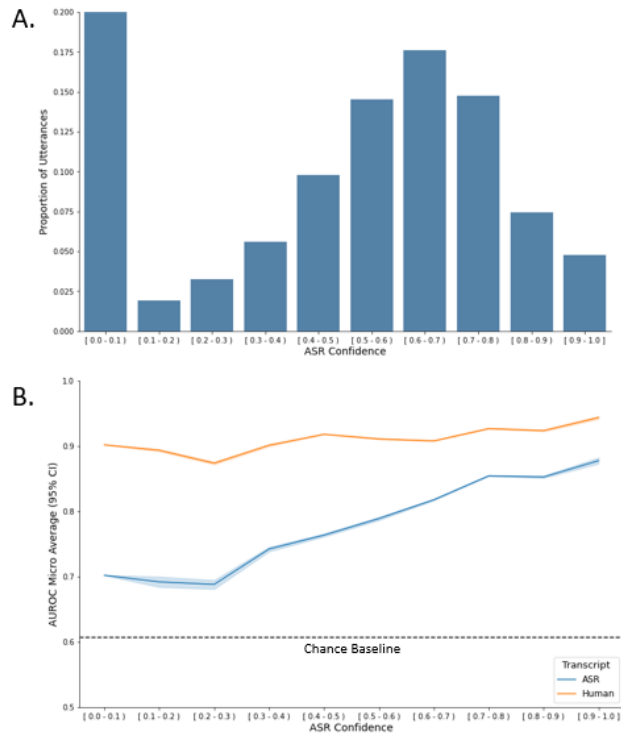 A.
Proportion of Utterances
0.200
0.175
0.150
0.125
0.100
0.075
0.050
0.025
0.000
[ 0.0 - 0.1) [ 0.1 - 0.2) [ 0.2 - 0.3) [ 0.3 - 0.4) [ 0.4 - 0.5) [ 0.5 - 0.6) [ 0.6 - 0.7) [ 0.7 - 0.8) [ 0.8 - 0.9) [ 0.9 - 1.0]
ASR Confidence
B.
AUROC Micro Average (95% CI)
1.0
0.9
0.8
0.7
0.6
0.5
Chance Baseline
Transcript
ASR
Human
[ 0.0 - 0.1) [ 0.1 - 0.2) [ 0.2 - 0.3) [ 0.3 - 0.4) [ 0.4 - 0.5) [ 0.5 - 0.6) [ 0.6 - 0.7) [ 0.7 - 0.8) [ 0.8 - 0.9) [ 0.9 - 1.0]
ASR Confidence